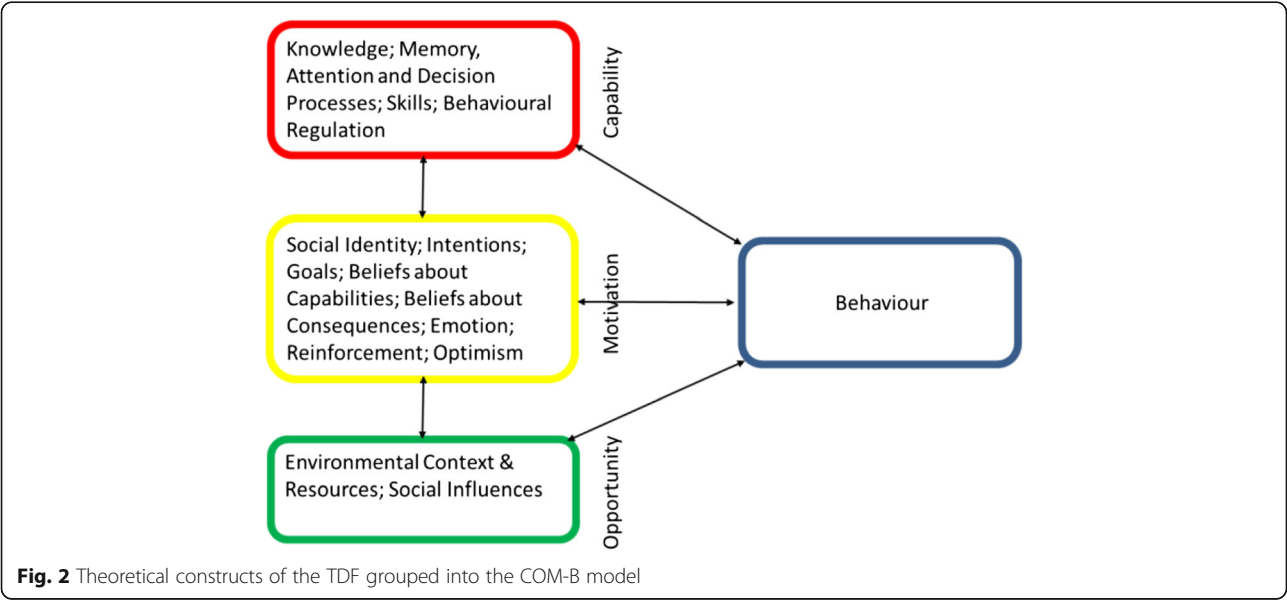 Knowledge; Memory,
Attention and Decision
Processes; Skills; Behavioural
Regulation
Capability
Social Identity; Intentions;
Goals; Beliefs about
Capabilities; Beliefs about
Consequences; Emotion;
Reinforcement; Optimism
Motivation
Behaviour
Environmental Context &
Resources; Social Influences
Opportunity
Fig. 2 Theoretical constructs of the TDF grouped into the COM-B model